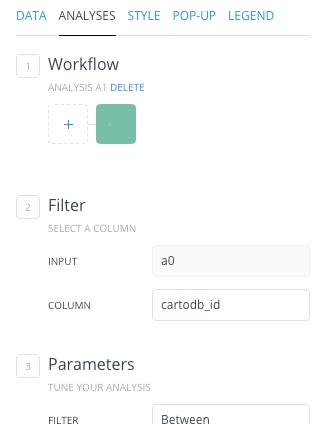 DATA ANALYSES STYLE POP-UP LEGEND
1 Workflow
ANALYSIS A1 DELETE
+
2 Filter
SELECT A COLUMN
INPUT a0
COLUMN cartodb_id
3 Parameters
TUNE YOUR ANALYSIS
FILTER Between